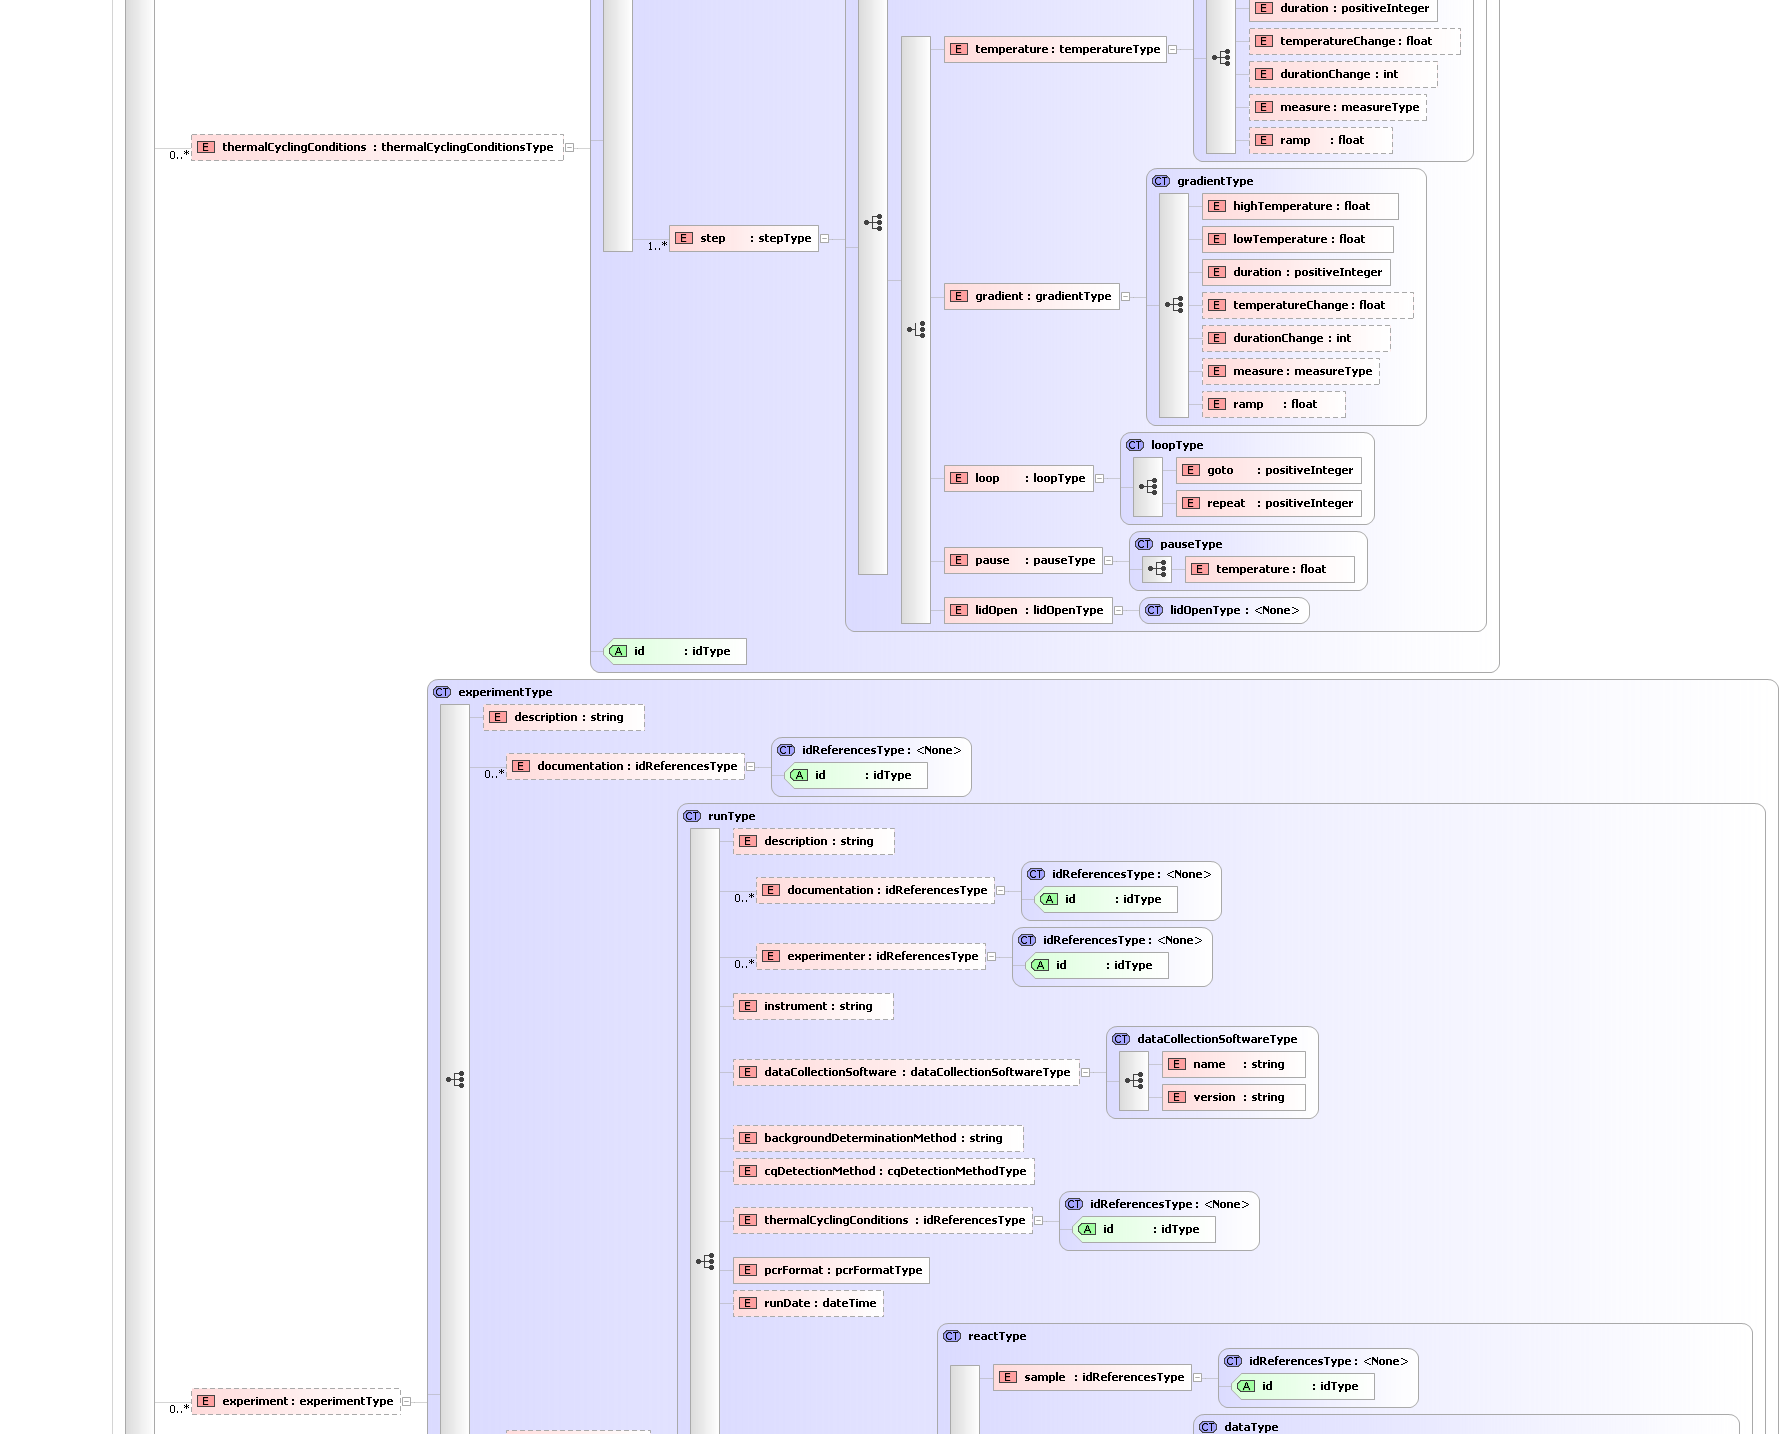 E duration : positiveInteger
E temperatureChange : float
E durationChange : int
E measure : measureType
E ramp : float
E temperature : temperatureType
0..* E thermalCyclingConditions : thermalCyclingConditionsType
CT gradientType
E highTemperature : float
E lowTemperature : float
E duration : positiveInteger
E temperatureChange : float
E durationChange : int
E measure : measureType
E ramp : float
1..* E step : stepType
E gradient : gradientType
CT loopType
E goto : positiveInteger
E repeat : positiveInteger
E loop : loopType
CT pauseType
E temperature : float
E pause : pauseType
E lidOpen : lidOpenType
CT lidOpenType : <None>
A id : idType
CT experimentType
E description : string
0..* E documentation : idReferencesType
CT idReferencesType : <None>
A id : idType
CT runType
E description : string
0..* E documentation : idReferencesType
CT idReferencesType : <None>
A id : idType
0..* E experimenter : idReferencesType
CT idReferencesType : <None>
A id : idType
E instrument : string
E dataCollectionSoftware : dataCollectionSoftwareType
CT dataCollectionSoftwareType
E name : string
E version : string
E backgroundDeterminationMethod : string
E cqDetectionMethod : cqDetectionMethodType
E thermalCyclingConditions : idReferencesType
CT idReferencesType : <None>
A id : idType
E pcrFormat : pcrFormatType
E runDate : dateTime
CT reactType
E sample : idReferencesType
CT idReferencesType : <None>
A id : idType
0..* E experiment : experimentType
CT dataType